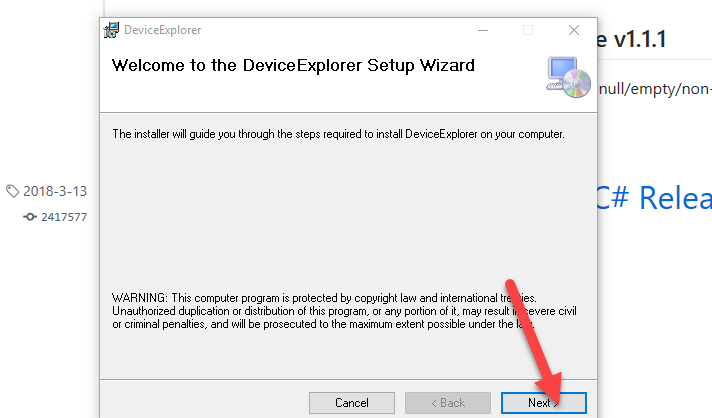 DeviceExplorer
Welcome to the DeviceExplorer Setup Wizard
e v1.1.1
null/empty/non-
The installer will guide you through the steps required to install DeviceExplorer on your computer.
2018-3-13
2417577
C# Relea
WARNING: This computer program is protected by copyright law and international treaties.
Unauthorized duplication or distribution of this program, or any portion of it, may result in severe civil
or criminal penalties, and will be prosecuted to the maximum extent possible under the law.
Cancel
< Back
Next >